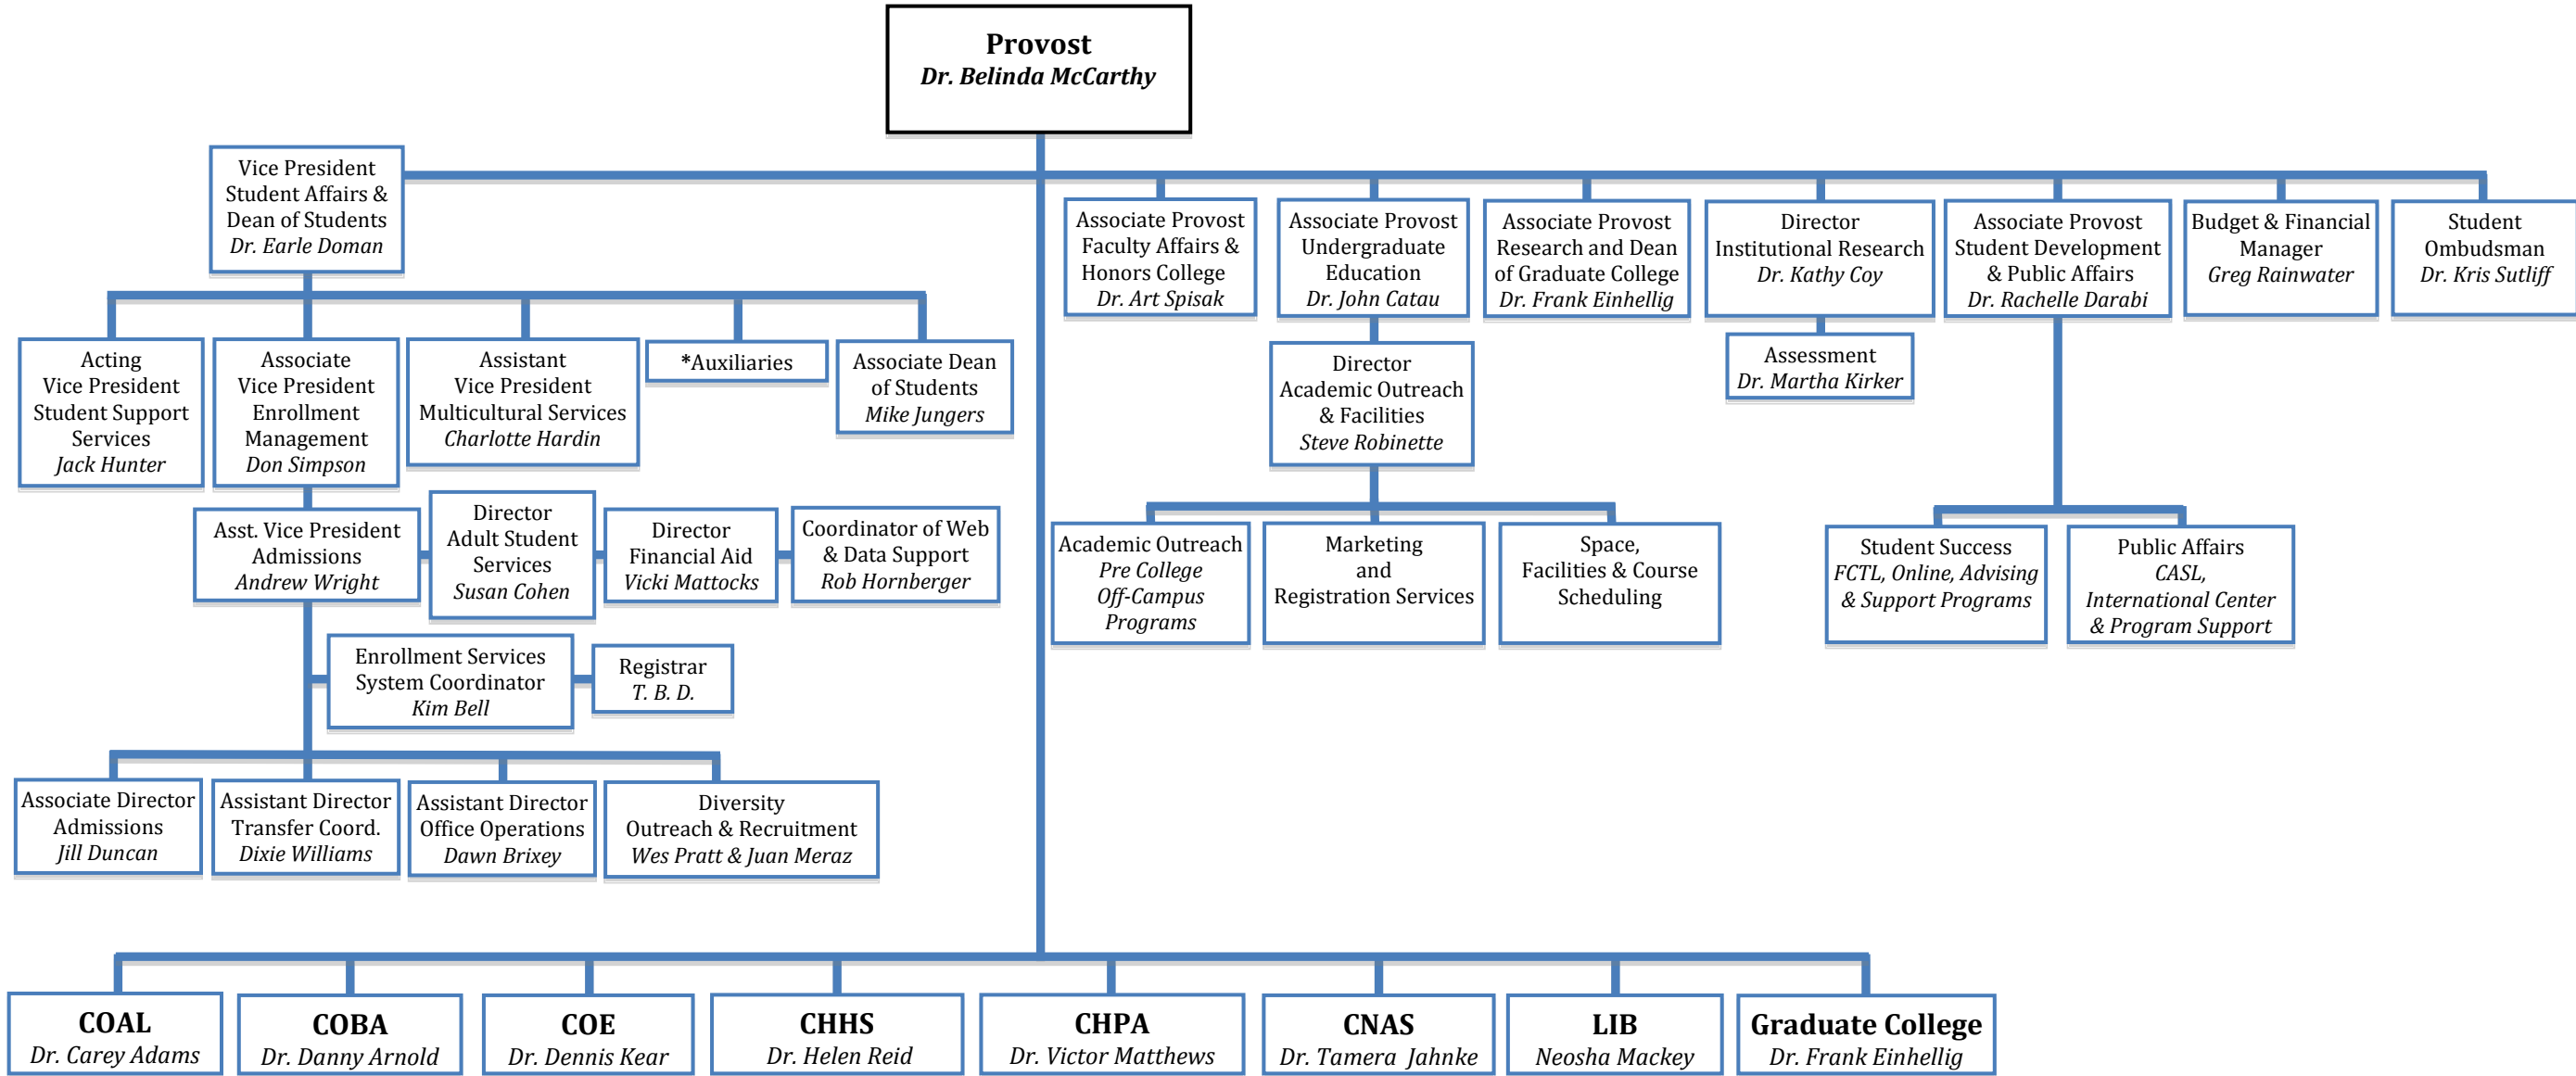 Provost
Dr. Belinda McCarthy
Vice President
Student Affairs &
Dean of Students
Dr. Earle Doman
Associate Provost
Faculty Affairs &
Honors College
Dr. Art Spisak
Associate Provost
Undergraduate
Education
Dr. John Catau
Associate Provost
Research and Dean
of Graduate College
Dr. Frank Einhellig
Director
Institutional Research
Dr. Kathy Coy
Associate Provost
Student Development
& Public Affairs
Dr. Rachelle Darabi
Budget & Financial
Manager
Greg Rainwater
Student
Ombudsman
Dr. Kris Sutliff
Acting
Vice President
Student Support
Services
Jack Hunter
Associate
Vice President
Enrollment
Management
Don Simpson
Assistant
Vice President
Multicultural Services
Charlotte Hardin
*Auxiliaries
Associate Dean
of Students
Mike Jungers
Director
Academic Outreach
& Facilities
Steve Robinette
Assessment
Dr. Martha Kirker
Asst. Vice President
Admissions
Andrew Wright
Director
Adult Student
Services
Susan Cohen
Director
Financial Aid
Vicki Mattocks
Coordinator of Web
& Data Support
Rob Hornberger
Academic Outreach
Pre College
Off-Campus
Programs
Marketing
and
Registration Services
Space,
Facilities & Course
Scheduling
Student Success
FCTL, Online, Advising
& Support Programs
Public Affairs
CASL,
International Center
& Program Support
Enrollment Services
System Coordinator
Kim Bell
Registrar
T. B. D.
Associate Director
Admissions
Jill Duncan
Assistant Director
Transfer Coord.
Dixie Williams
Assistant Director
Office Operations
Dawn Brixey
Diversity
Outreach & Recruitment
Wes Pratt & Juan Meraz
COAL
Dr. Carey Adams
COBA
Dr. Danny Arnold
COE
Dr. Dennis Kear
CHHS
Dr. Helen Reid
CHPA
Dr. Victor Matthews
CNAS
Dr. Tamera Jahnke
LIB
Neosha Mackey
Graduate College
Dr. Frank Einhellig